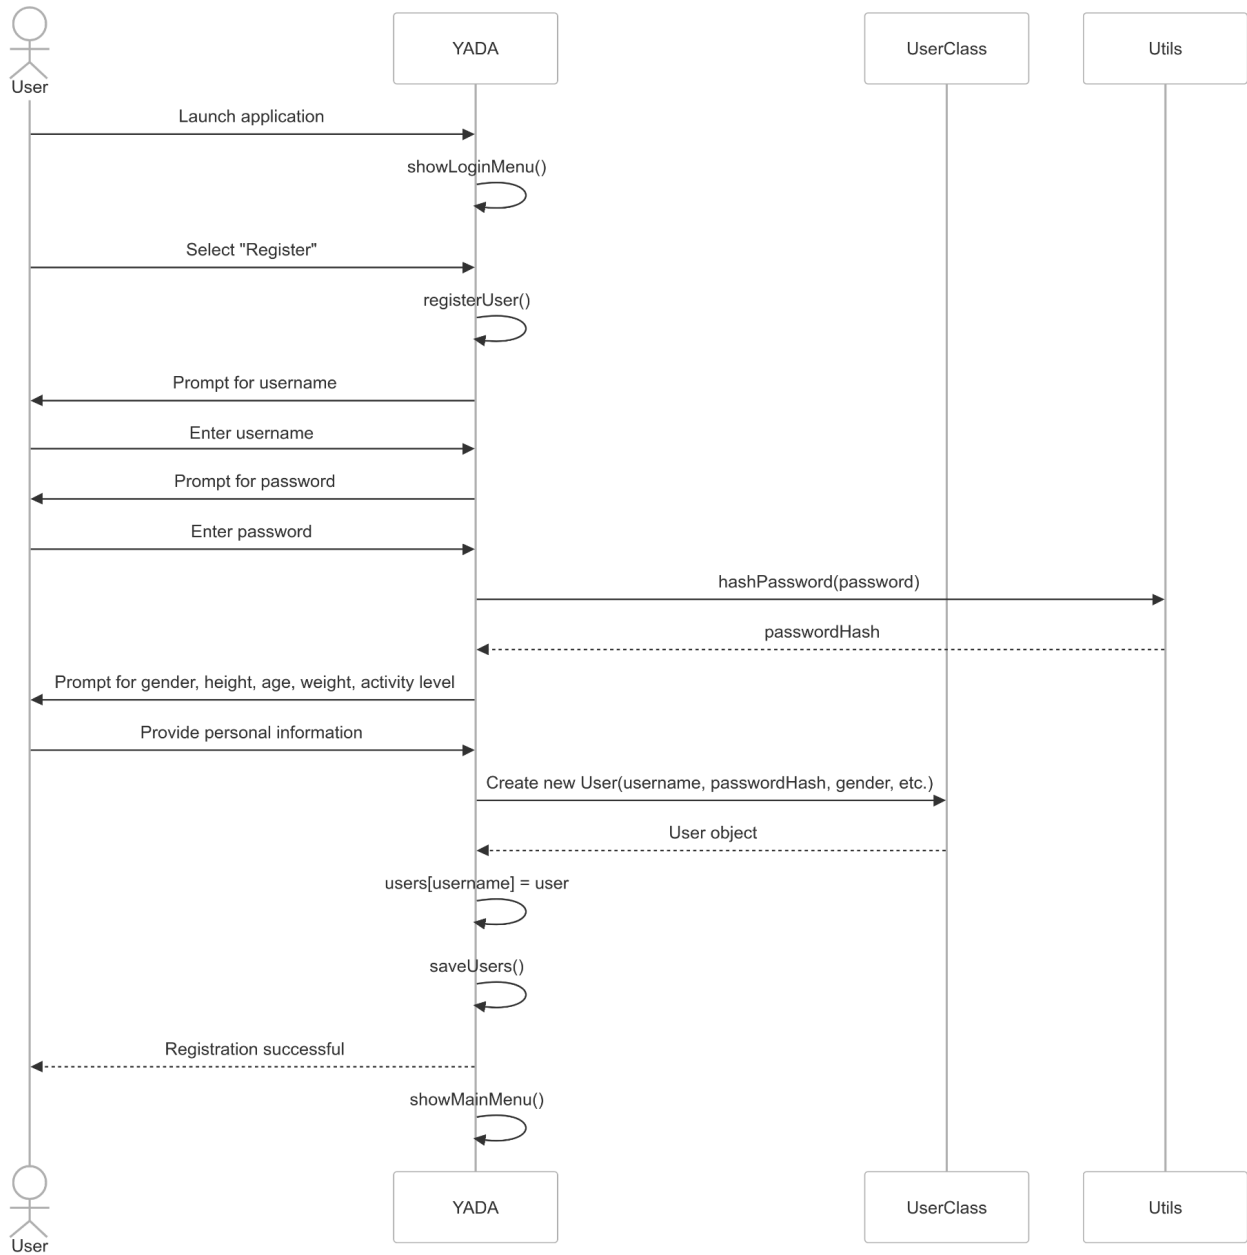 User
YADA
UserClass
Utils
Launch application
showLoginMenu()
Select "Register"
registerUser()
Prompt for username
Enter username
Prompt for password
Enter password
hashPassword(password)
passwordHash
Prompt for gender, height, age, weight, activity level
Provide personal information
Create new User(username, passwordHash, gender, etc.)
User object
users[username] = user
saveUsers()
Registration successful
showMainMenu()
User
YADA
UserClass
Utils